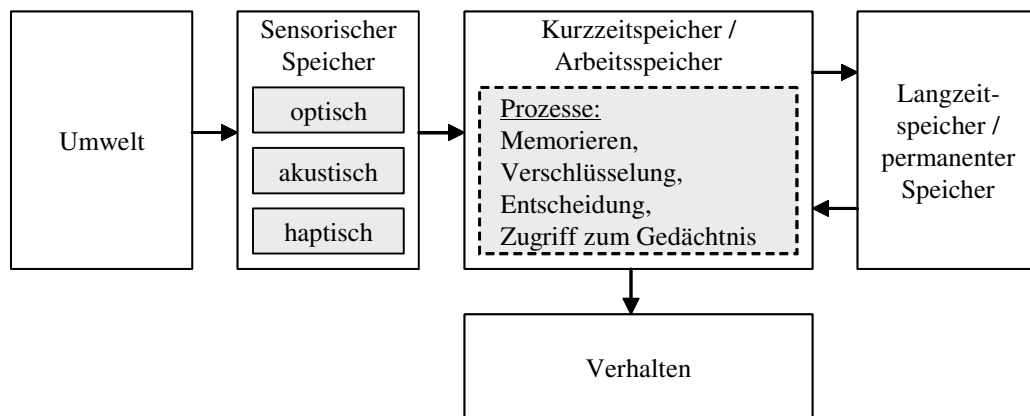 Umwelt
Sensorischer
Speicher
optisch
akustisch
haptisch
Kurzzeitspeicher /
Arbeitsspeicher
Prozesse:
Memorieren,
Verschlüsselung,
Entscheidung,
Zugriff zum Gedächtnis
Langzeit-
speicher /
permanenter
Speicher
Verhalten